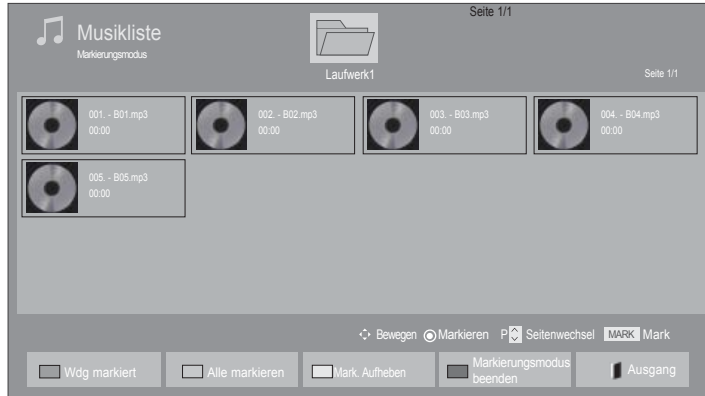 Seite 1/1
Musikliste
Markierungsmodus
Laufwerk1
Seite 1/1
001. - B01.mp3
00:00
002. - B02.mp3
00:00
003. - B03.mp3
00:00
004. - B04.mp3
00:00
005. - B05.mp3
00:00
Bewegen Markieren P Seitenwechsel MARK Mark
Wdg markiert
Alle markieren
Mark. Aufheben
Markierungsmodus
beenden
Ausgang